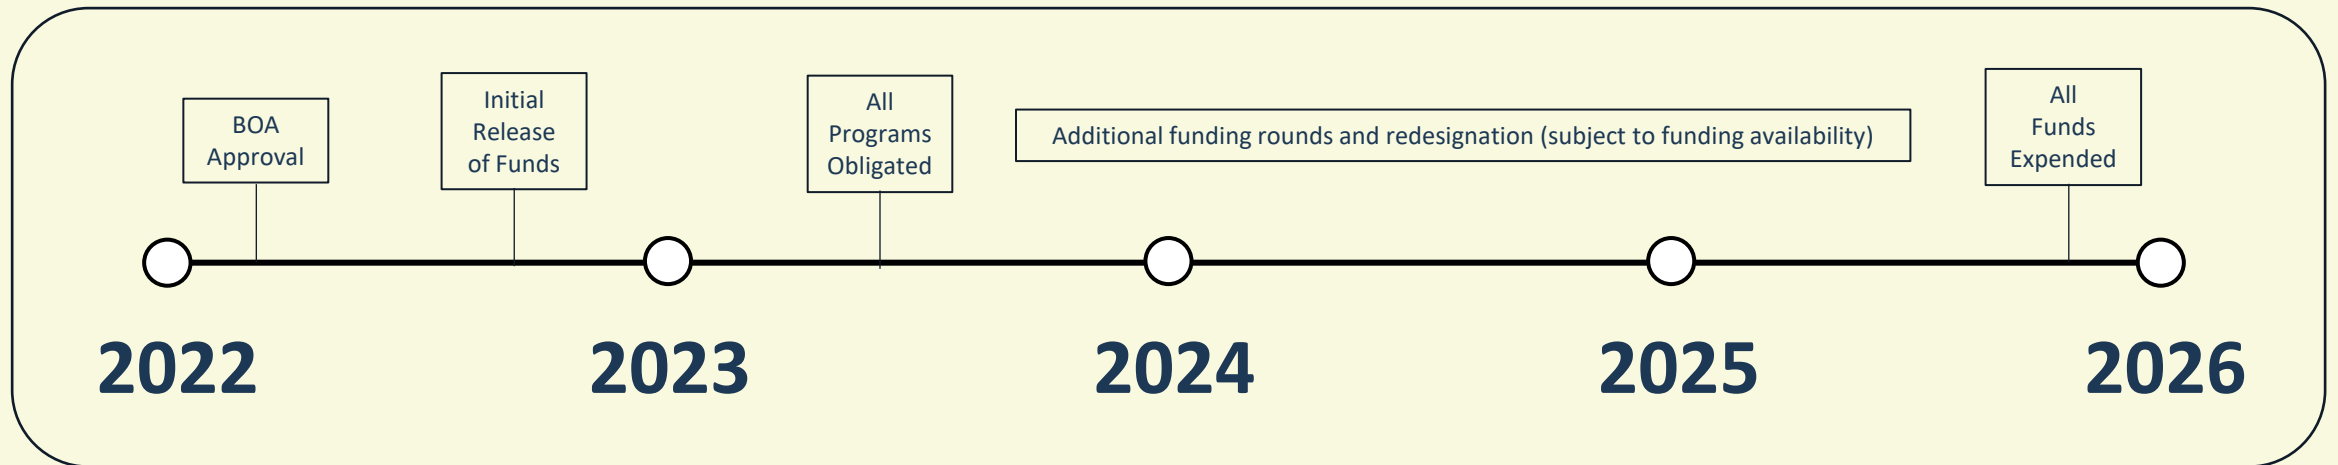 BOA
Approval
Initial
Release
of Funds
All
Programs
Obligated
Additional funding rounds and redesignation (subject to funding availability)
All
Funds
Expended
2022
2023
2024
2025
2026